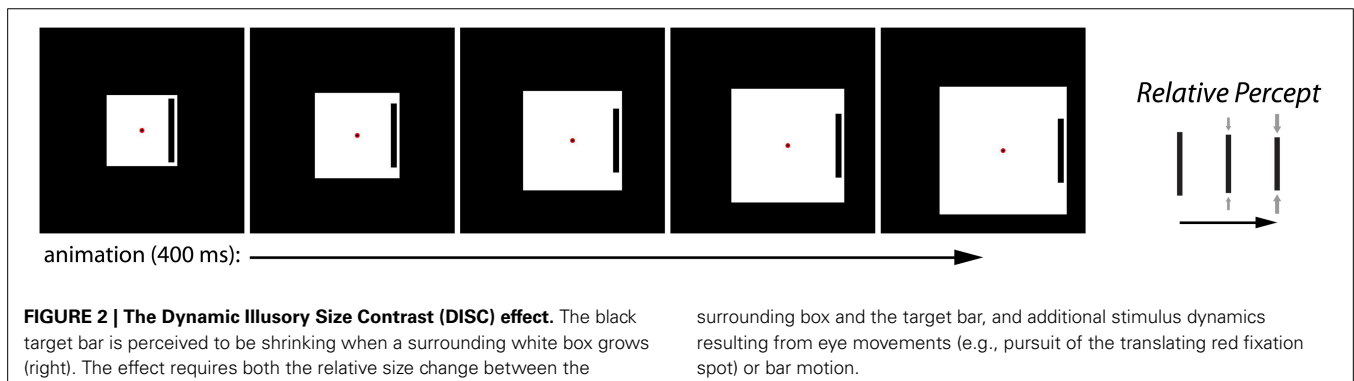 Relative Percept
animation (400 ms):
FIGURE 2 | The Dynamic Illusory Size Contrast (DISC) effect. The black
target bar is perceived to be shrinking when a surrounding white box grows
(right). The effect requires both the relative size change between the
surrounding box and the target bar, and additional stimulus dynamics
resulting from eye movements (e.g., pursuit of the translating red fixation
spot) or bar motion.